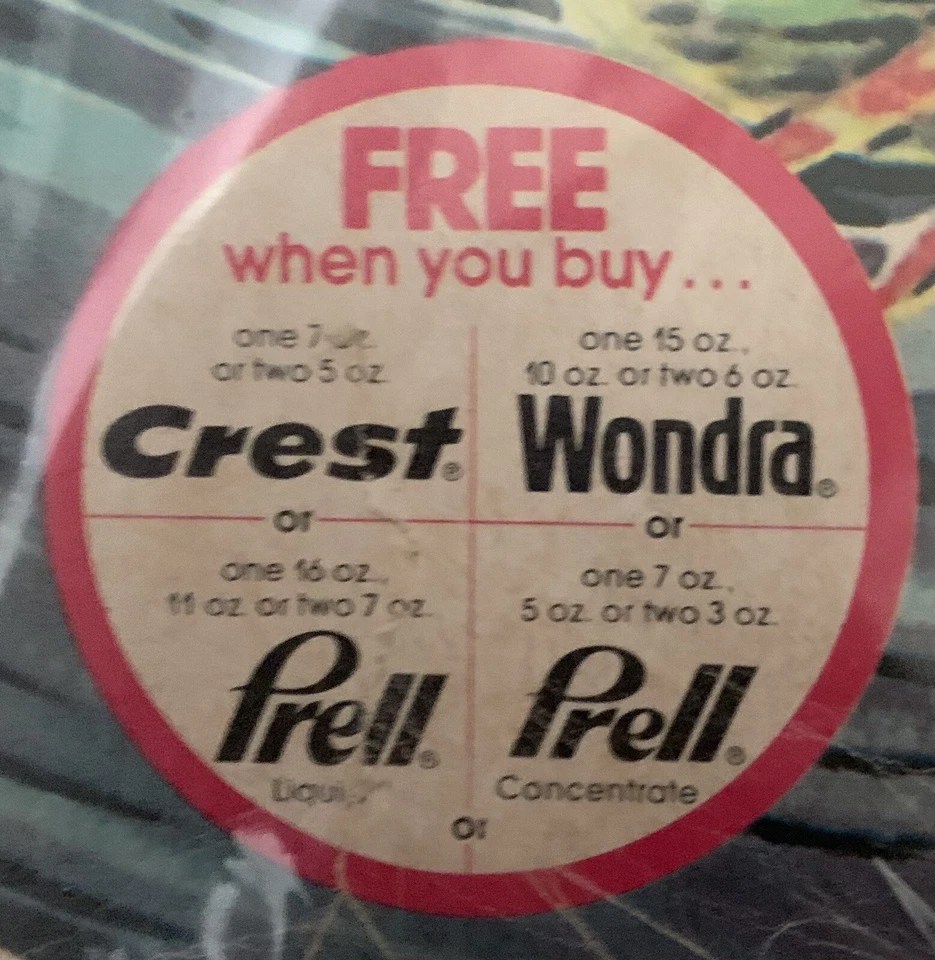 FREE
when you buy...
one 7
or two 5 oz.
Crest®
or
one 15 oz.,
10 oz. or two 6 oz.
Wondra®
or
one 16 oz.,
11 oz. or two 7 oz.
Prell®
one 7 oz.,
5 oz. or two 3 oz.
Prell®
Concentrate
or